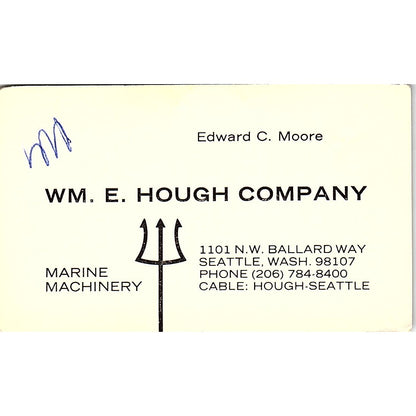 Edward C. Moore
WM. E. HOUGH COMPANY
MARINE
MACHINERY
1101 N.W. BALLARD WAY
SEATTLE, WASH. 98107
PHONE (206) 784-8400
CABLE: HOUGH-SEATTLE